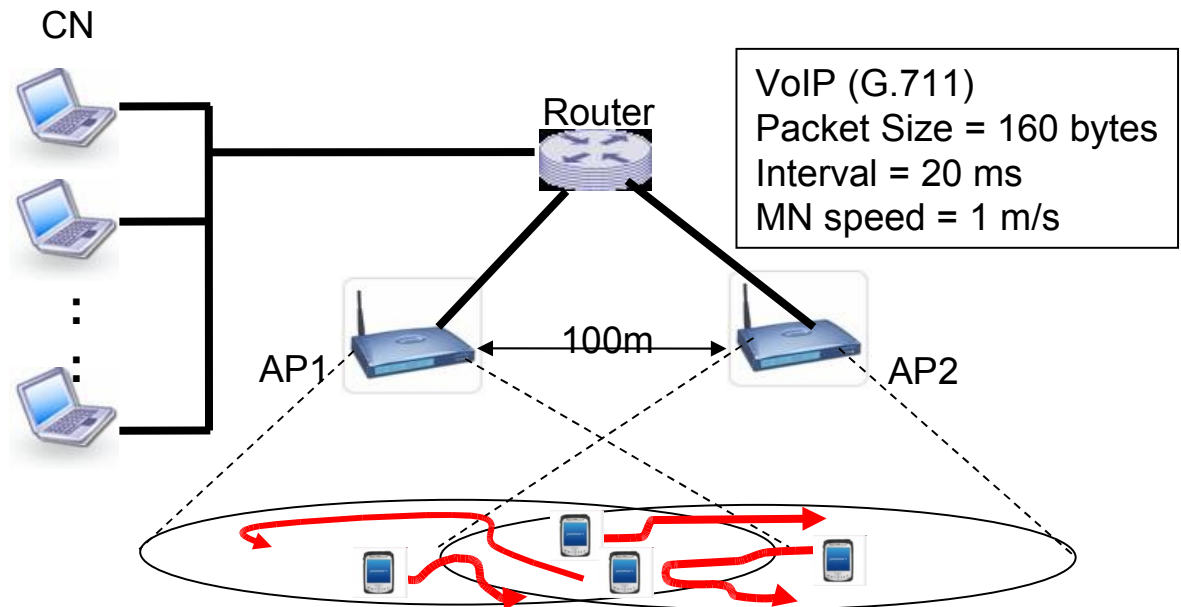 CN
Router
VoIP (G.711)
Packet Size = 160 bytes
Interval = 20 ms
MN speed = 1 m/s
100m
AP1
AP2